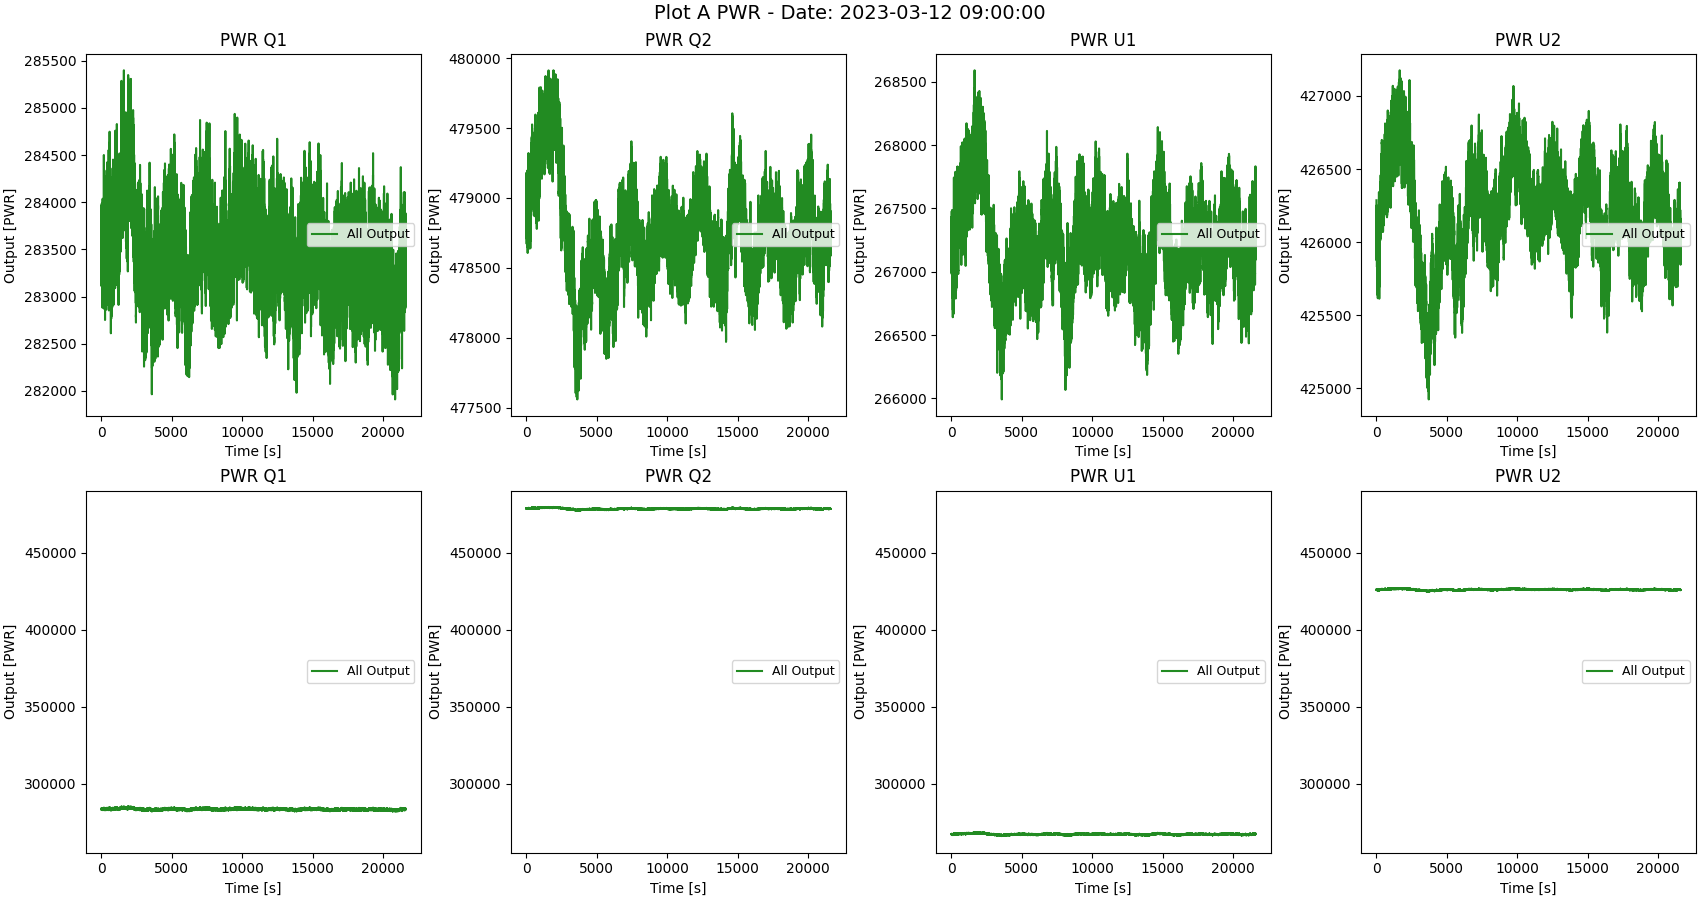 Plot A PWR - Date: 2023-03-12 09:00:00
PWR Q1
Output [PWR]
285500
285000
284500
284000
283500
283000
282500
282000
All Output
0 5000 10000 15000 20000
Time [s]
PWR Q2
Output [PWR]
480000
479500
479000
478500
478000
477500
All Output
0 5000 10000 15000 20000
Time [s]
PWR U1
Output [PWR]
268500
268000
267500
267000
266500
266000
All Output
0 5000 10000 15000 20000
Time [s]
PWR U2
Output [PWR]
427000
426500
426000
425500
425000
All Output
0 5000 10000 15000 20000
Time [s]
PWR Q1
Output [PWR]
450000
400000
350000
300000
All Output
0 5000 10000 15000 20000
Time [s]
PWR Q2
Output [PWR]
450000
400000
350000
300000
All Output
0 5000 10000 15000 20000
Time [s]
PWR U1
Output [PWR]
450000
400000
350000
300000
All Output
0 5000 10000 15000 20000
Time [s]
PWR U2
Output [PWR]
450000
400000
350000
300000
All Output
0 5000 10000 15000 20000
Time [s]